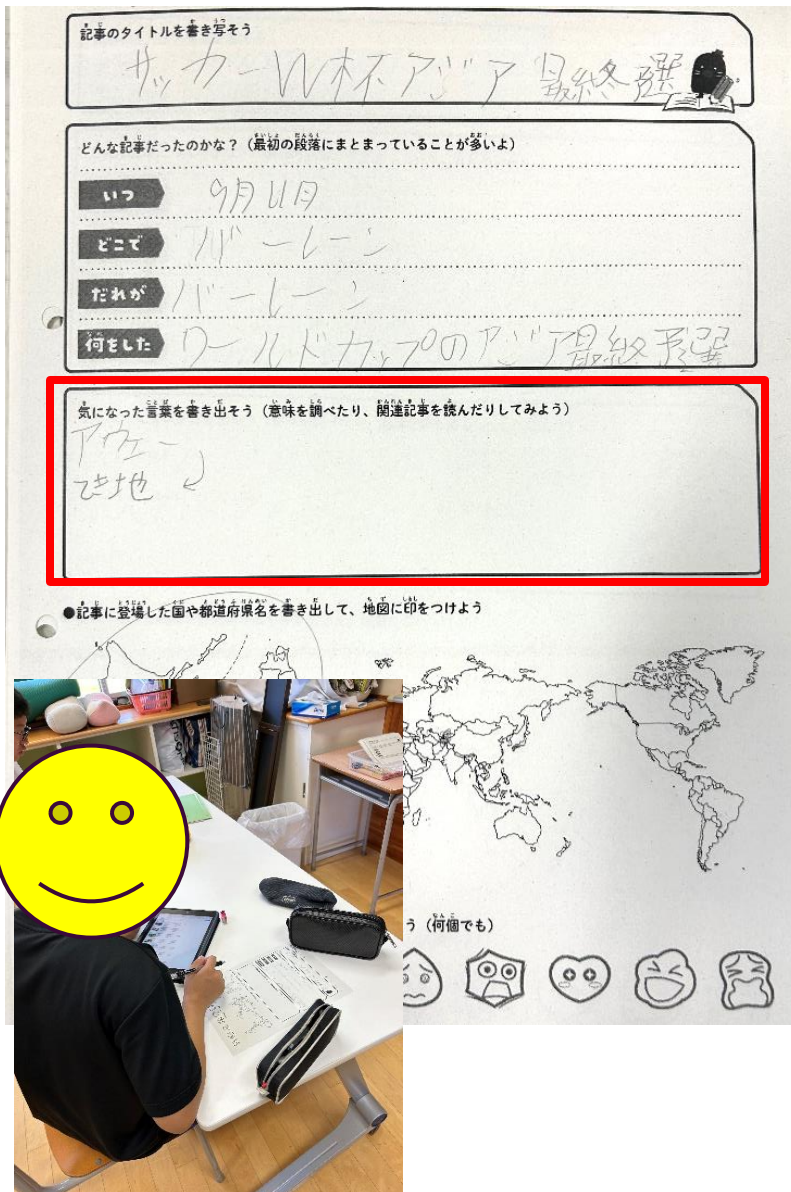 記事のタイトルを書き写そう
サッカーW杯アジア最終予選
どんな記事だったのかな？（最初の段落にまとまっていることが多いよ）
いつ 9月11日
どこで バーレーン
だれが バーレーン
何をした ワールドカップのアジア最終予選
気になった言葉を書き出そう（意味を調べたり、関連記事を読んだりしてみよう）
アウェー
てき地
●記事に登場した国や都道府県名を書き出して、地図に印をつけよう
う（何個でも）